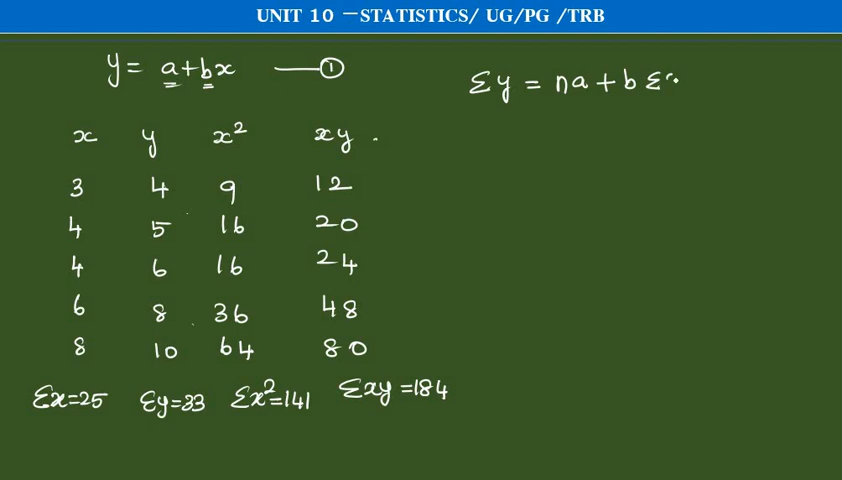 UNIT 10 – STATISTICS/ UG/PG /TRB
y = a+bx — ①
Σy = na + bΣ
x y x² xy .
3 4 9 12
4 5 16 20
4 6 16 24
6 8 36 48
8 10 64 80
Σx=25 Σy=33 Σx²=141 Σxy=184